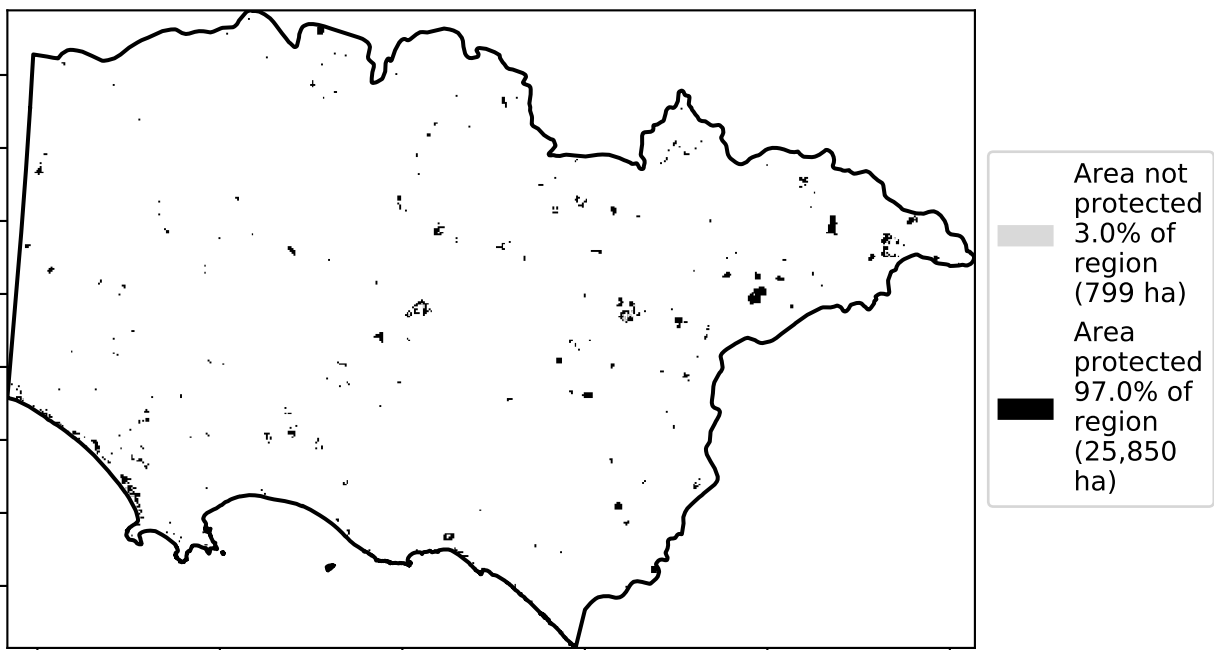 Area not
protected
3.0% of
region
(799 ha)
Area
protected
97.0% of
region
(25,850
ha)